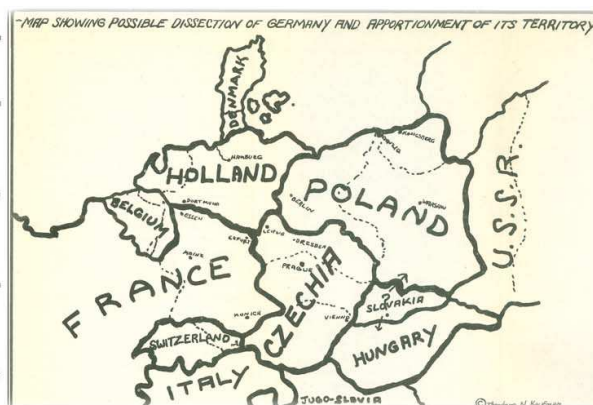 -MAP SHOWING POSSIBLE DISSECTION OF GERMANY AND APPORTIONMENT OF ITS TERRITORY
DENMARK
HOLLAND
HAMBURG
BELGIUM
DORTMUND
ESSEN
POLAND
BERLIN
WARSAW
U.S.S.R.
FRANCE
MAINZ
MUNICH
LEIPZIG
DRESDEN
PRAGUE
CZECHIA
VIENNA
SLOVAKIA
HUNGARY
SWITZERLAND
ITALY
JUGO-SLAVIA
©